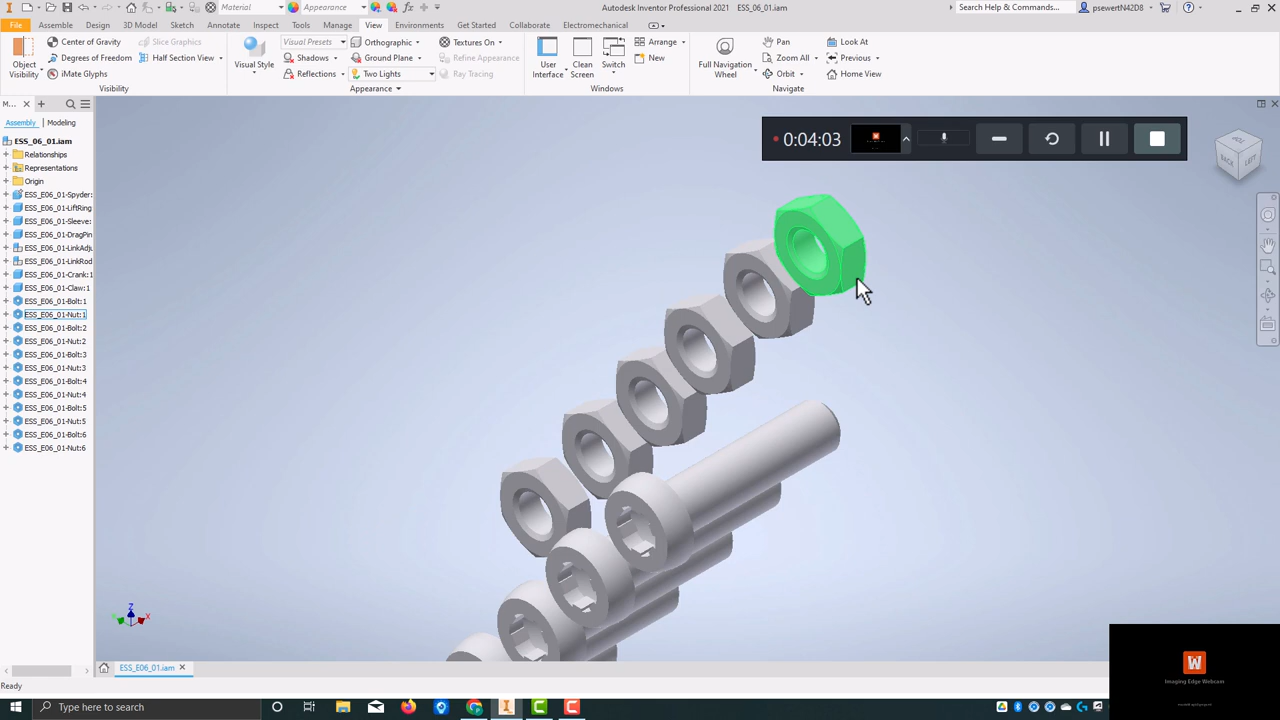 Material
Appearance
Autodesk Inventor Professional 2021 ESS_06_01.iam
Search Help & Commands...
psewertN42D8
File Assembly Design 3D Model Sketch Annotate Inspect Tools Manage View Environments Get Started Collaborate Electromechanical
Object Visibility
Center of Gravity
Degrees of Freedom
iMate Glyphs
Slice Graphics
Half Section View
Visibility
Visual Style
Visual Presets
Shadows
Reflections
Orthographic
Ground Plane
Two Lights
Textures On
Refine Appearance
Ray Tracing
Appearance
User Interface
Clean Screen
Switch
Arrange
New
Windows
Full Navigation Wheel
Pan
Zoom All
Orbit
Look At
Previous
Home View
Navigate
M...
Assembly Modeling
ESS_06_01.iam
Relationships
Representations
Origin
ESS_E06_01-Spyder:
ESS_E06_01-LiftRing
ESS_E06_01-Sleeve:
ESS_E06_01-DragPin
ESS_E06_01-LinkAdju
ESS_E06_01-LinkRod
ESS_E06_01-Crank:1
ESS_E06_01-Claw:1
ESS_E06_01-Bolt:1
ESS_E06_01-Nut:1
ESS_E06_01-Bolt:2
ESS_E06_01-Nut:2
ESS_E06_01-Bolt:3
ESS_E06_01-Nut:3
ESS_E06_01-Bolt:4
ESS_E06_01-Nut:4
ESS_E06_01-Bolt:5
ESS_E06_01-Nut:5
ESS_E06_01-Bolt:6
ESS_E06_01-Nut:6
0:04:03
BACK LEFT
Z
X
W
Imaging Edge Webcam
ESS_E06_01.iam
Ready
Type here to search